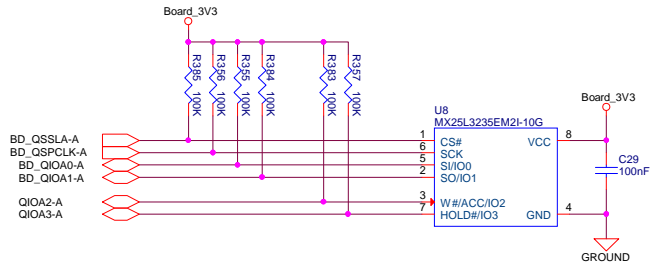 Board_3V3
R385 100K
R356 100K
R355 100K
R384 100K
R383 100K
R357 100K
U8
MX25L3235EM2I-10G
Board_3V3
BD_QSSLA-A
1
CS#
VCC
8
BD_QSPCLK-A
6
SCK
BD_QIOA0-A
5
SI/IO0
C29
100nF
BD_QIOA1-A
2
SO/IO1
QIOA2-A
3
W#/ACC/IO2
QIOA3-A
7
HOLD#/IO3
GND
4
GROUND